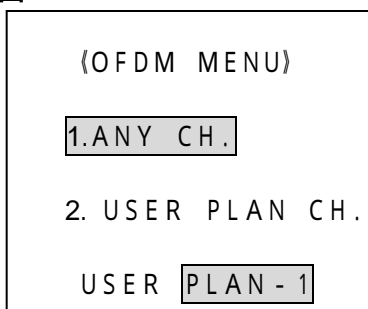 《OFDM MENU》
1.ANY CH.
2. USER PLAN CH.
USER PLAN-1